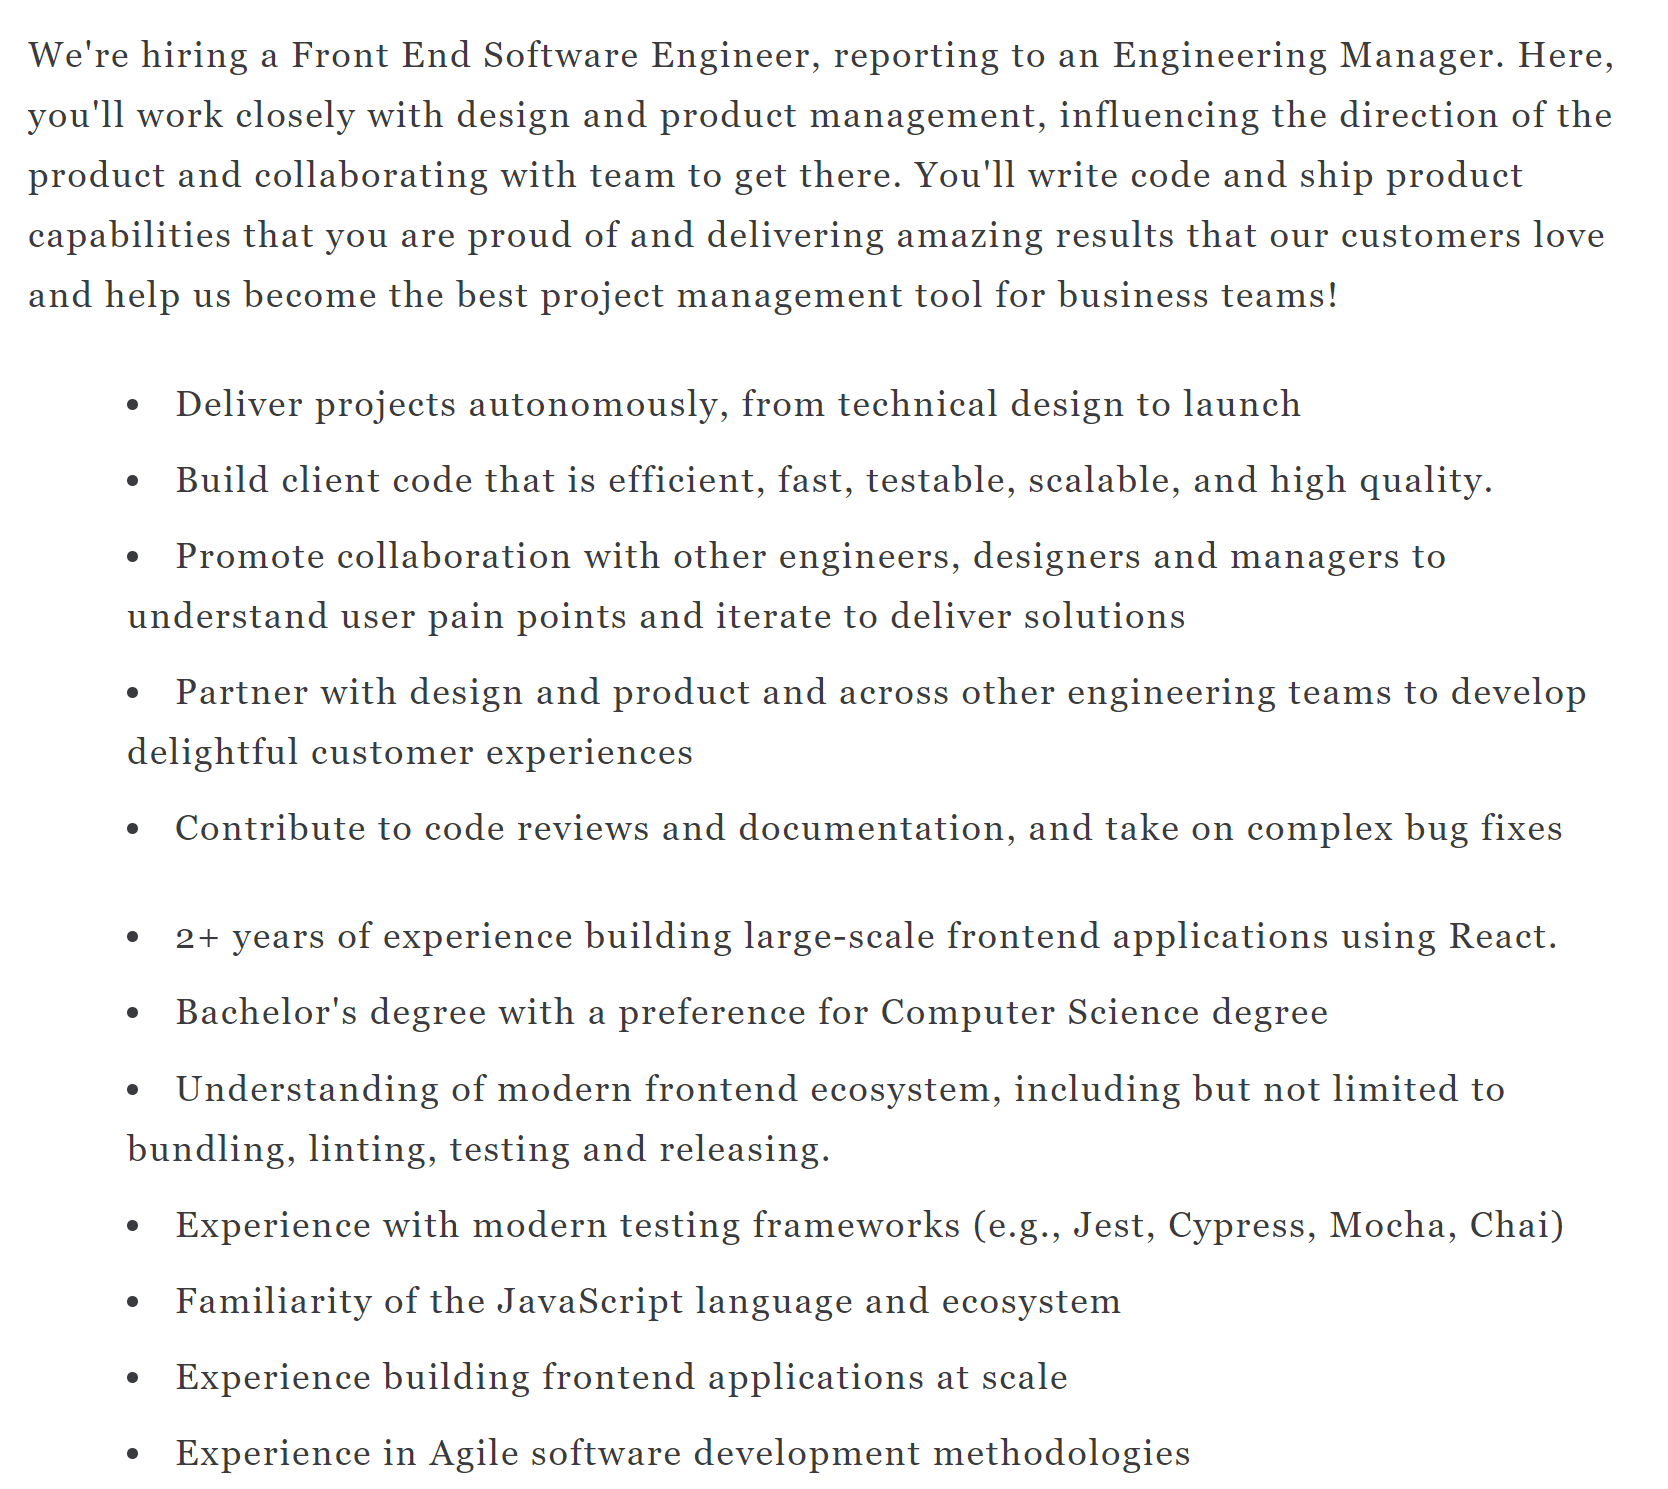 We're hiring a Front End Software Engineer, reporting to an Engineering Manager. Here,
you'll work closely with design and product management, influencing the direction of the
product and collaborating with team to get there. You'll write code and ship product
capabilities that you are proud of and delivering amazing results that our customers love
and help us become the best project management tool for business teams!
• Deliver projects autonomously, from technical design to launch
• Build client code that is efficient, fast, testable, scalable, and high quality.
• Promote collaboration with other engineers, designers and managers to
understand user pain points and iterate to deliver solutions
• Partner with design and product and across other engineering teams to develop
delightful customer experiences
• Contribute to code reviews and documentation, and take on complex bug fixes
• 2+ years of experience building large-scale frontend applications using React.
• Bachelor's degree with a preference for Computer Science degree
• Understanding of modern frontend ecosystem, including but not limited to
bundling, linting, testing and releasing.
• Experience with modern testing frameworks (e.g., Jest, Cypress, Mocha, Chai)
• Familiarity of the JavaScript language and ecosystem
• Experience building frontend applications at scale
• Experience in Agile software development methodologies